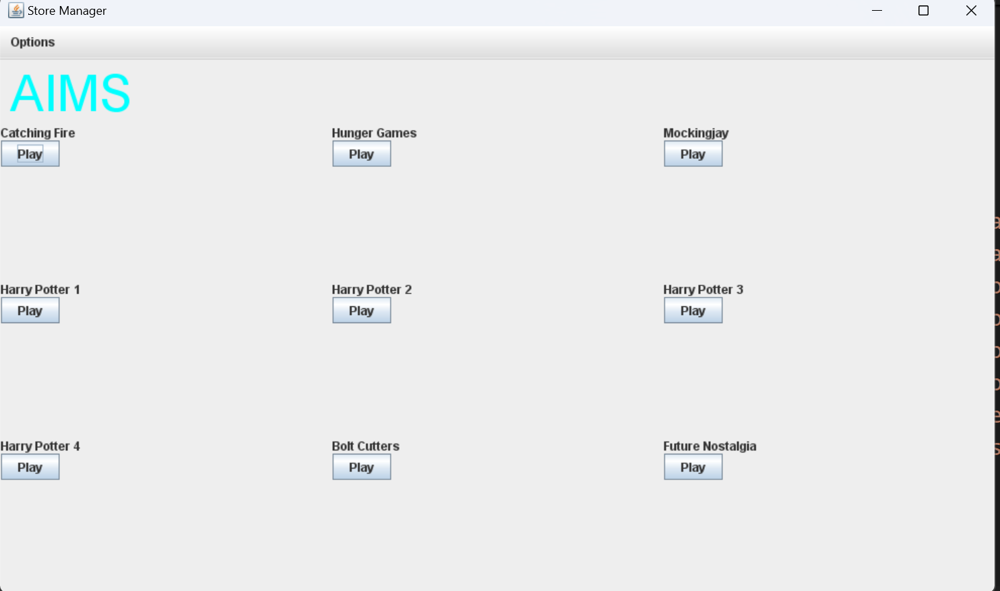 Store Manager
Options
AIMS
Catching Fire
Hunger Games
Mockingjay
Play
Play
Play
Harry Potter 1
Harry Potter 2
Harry Potter 3
Play
Play
Play
Harry Potter 4
Bolt Cutters
Future Nostalgia
Play
Play
Play